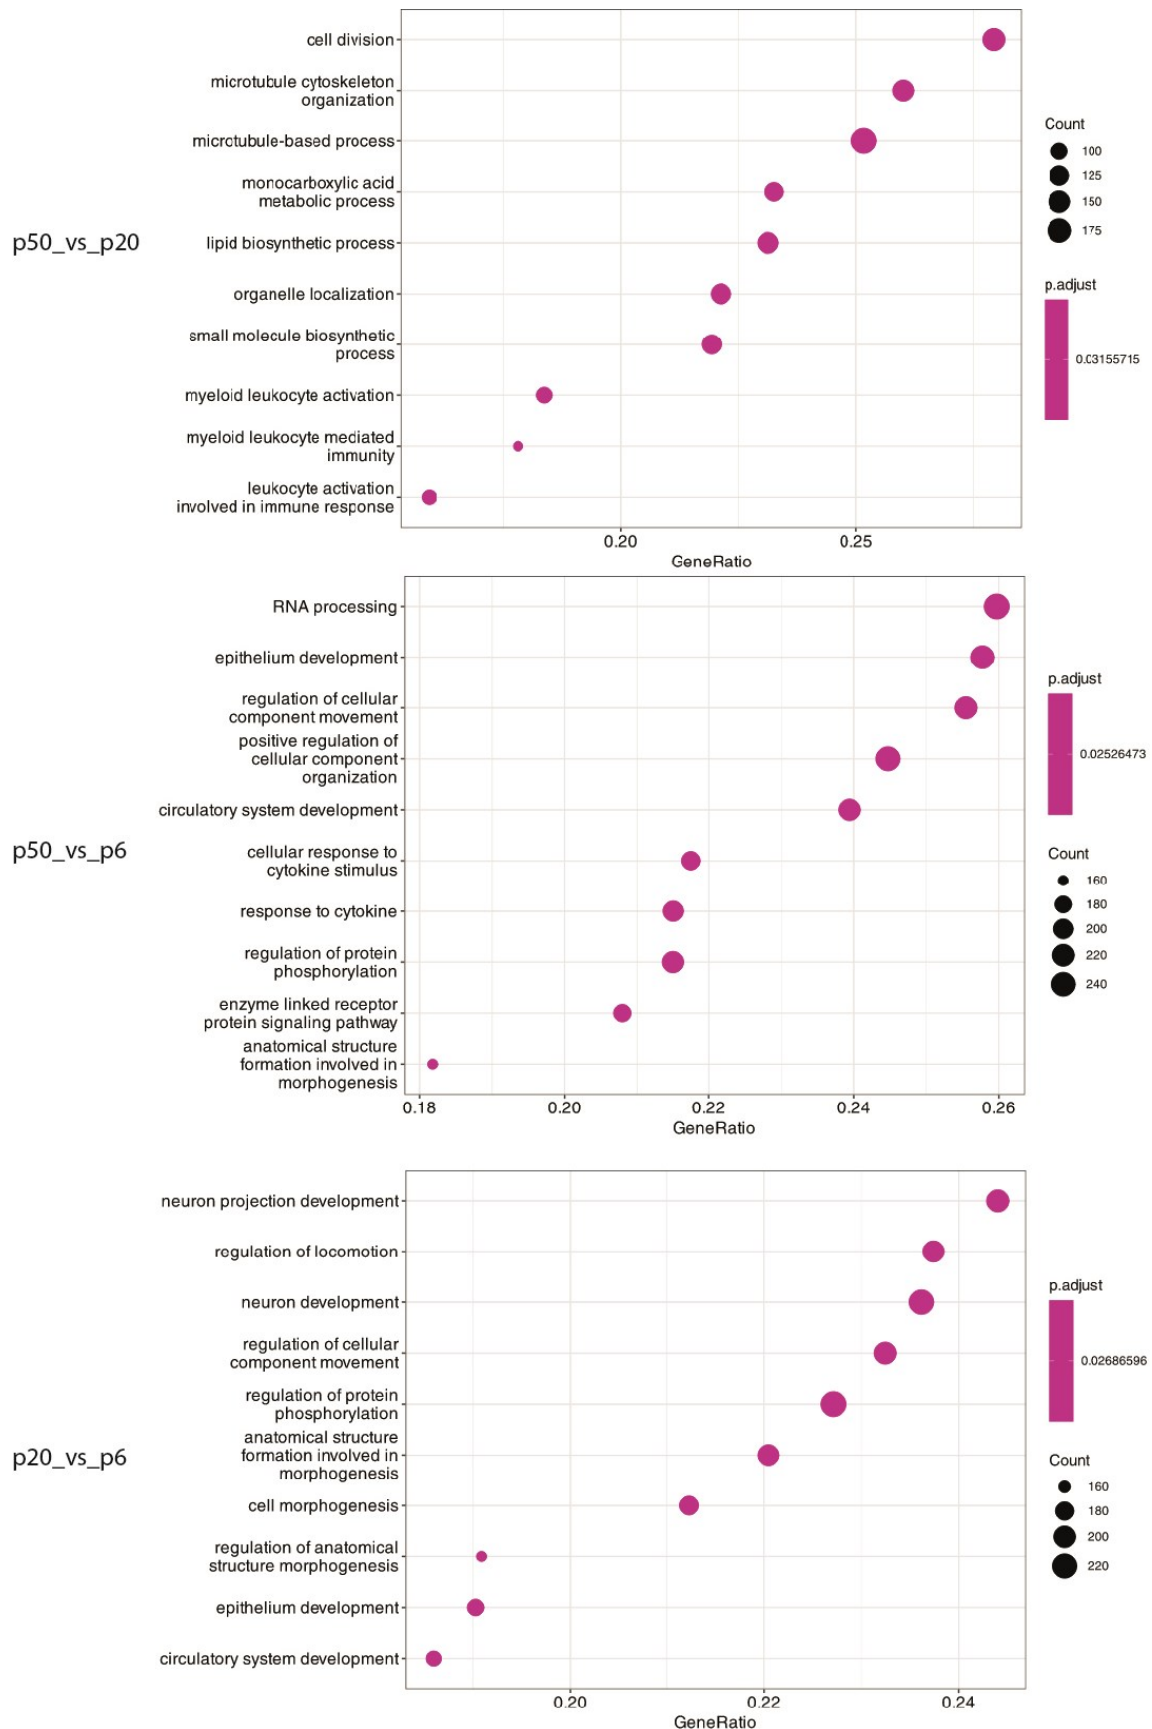 p50_vs_p20
cell division
microtubule cytoskeleton
organization
microtubule-based process
monocarboxylic acid
metabolic process
lipid biosynthetic process
organelle localization
small molecule biosynthetic
process
myeloid leukocyte activation
myeloid leukocyte mediated
immunity
leukocyte activation
involved in immune response
0.20
0.25
GeneRatio
Count
100
125
150
175
p.adjust
0.03155715
p50_vs_p6
RNA processing
epithelium development
regulation of cellular
component movement
positive regulation of
cellular component
organization
circulatory system development
cellular response to
cytokine stimulus
response to cytokine
regulation of protein
phosphorylation
enzyme linked receptor
protein signaling pathway
anatomical structure
formation involved in
morphogenesis
0.18
0.20
0.22
0.24
0.26
GeneRatio
p.adjust
0.02526473
Count
160
180
200
220
240
p20_vs_p6
neuron projection development
regulation of locomotion
neuron development
regulation of cellular
component movement
regulation of protein
phosphorylation
anatomical structure
formation involved in
morphogenesis
cell morphogenesis
regulation of anatomical
structure morphogenesis
epithelium development
circulatory system development
0.20
0.22
0.24
GeneRatio
p.adjust
0.02686596
Count
160
180
200
220